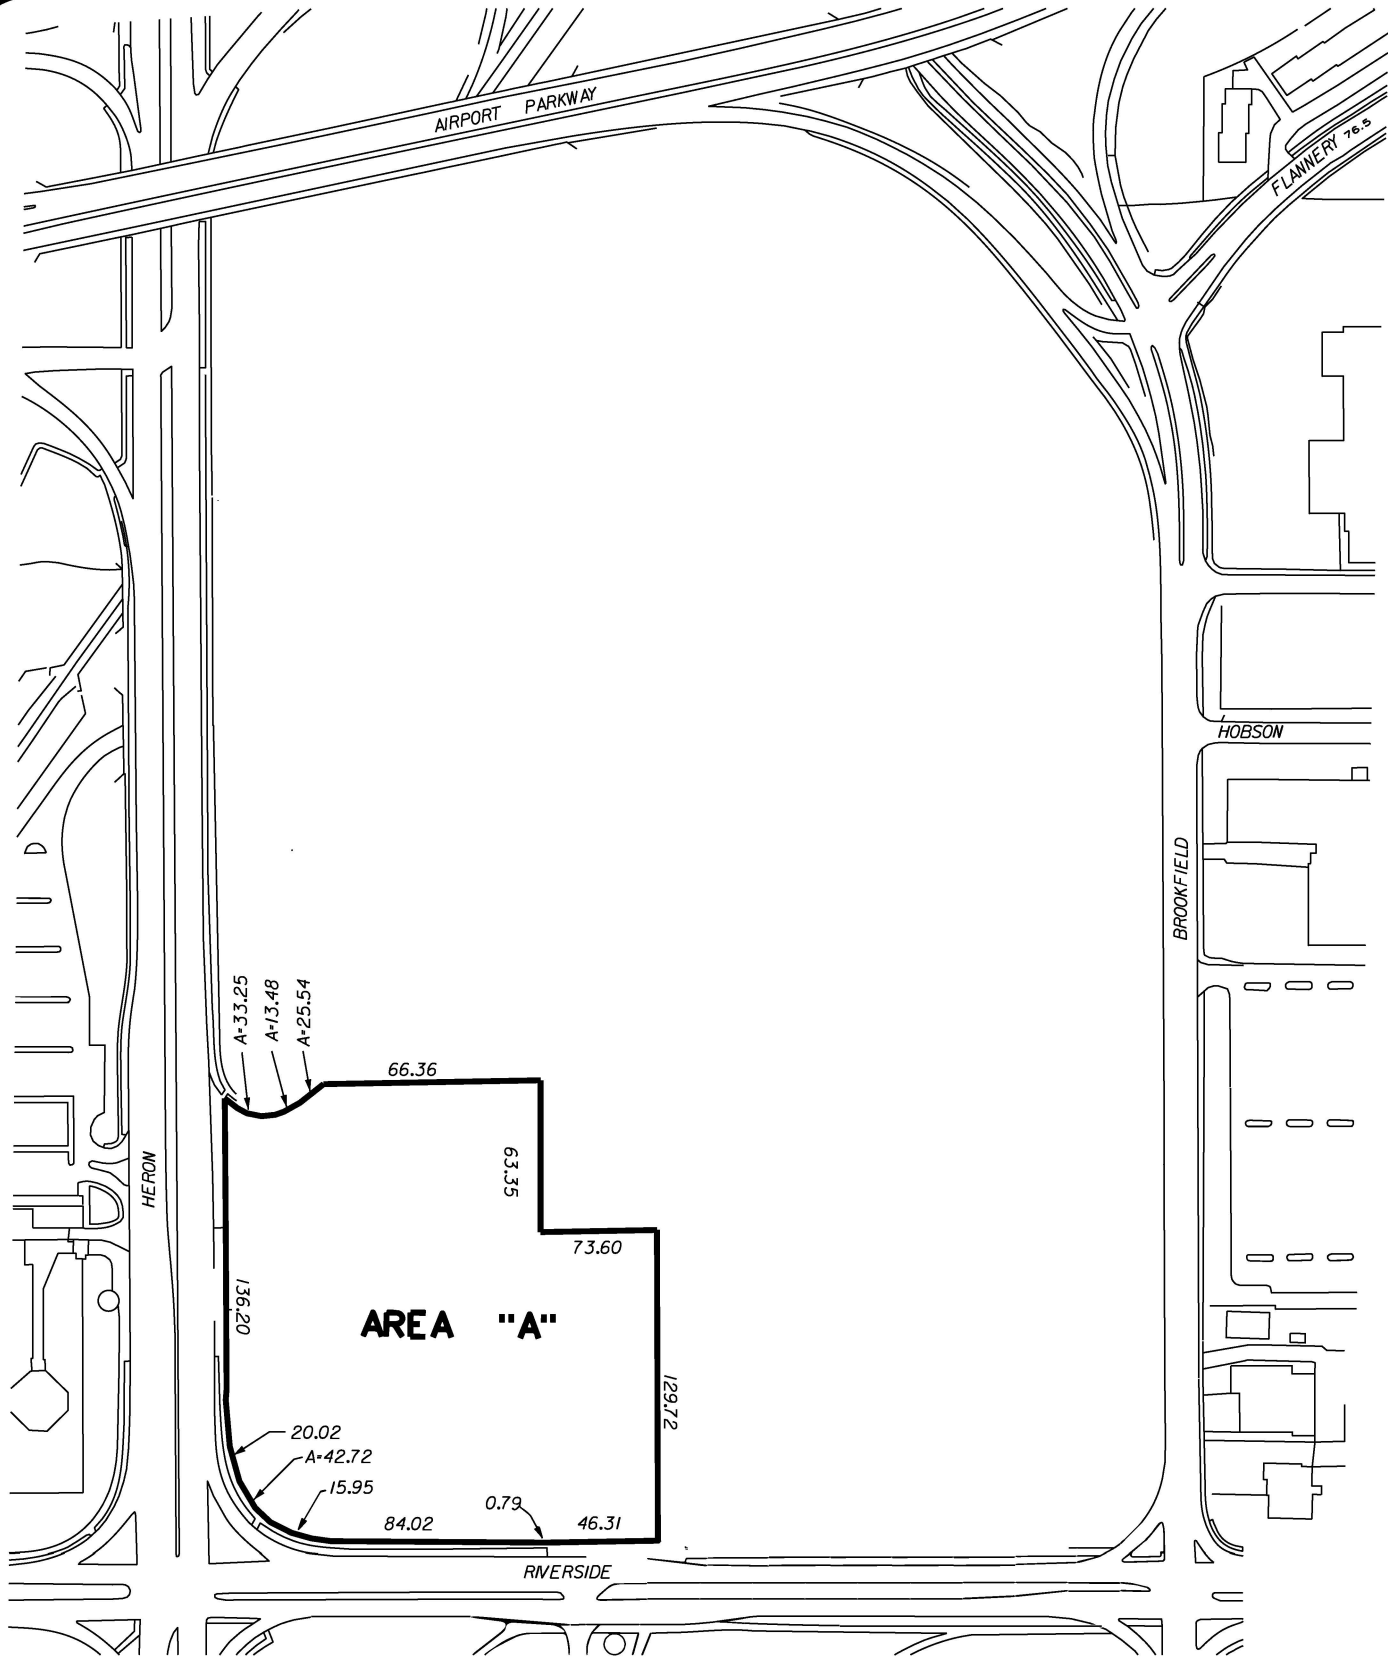 AIRPORT PARKWAY
FLANNERY 76.5
HOBSON
BROOKFIELD
A=33.25
A=13.48
A=25.54
66.36
63.35
HERON
73.60
136.20
AREA "A"
129.72
20.02
A=42.72
15.95
0.79
84.02
46.31
RIVERSIDE